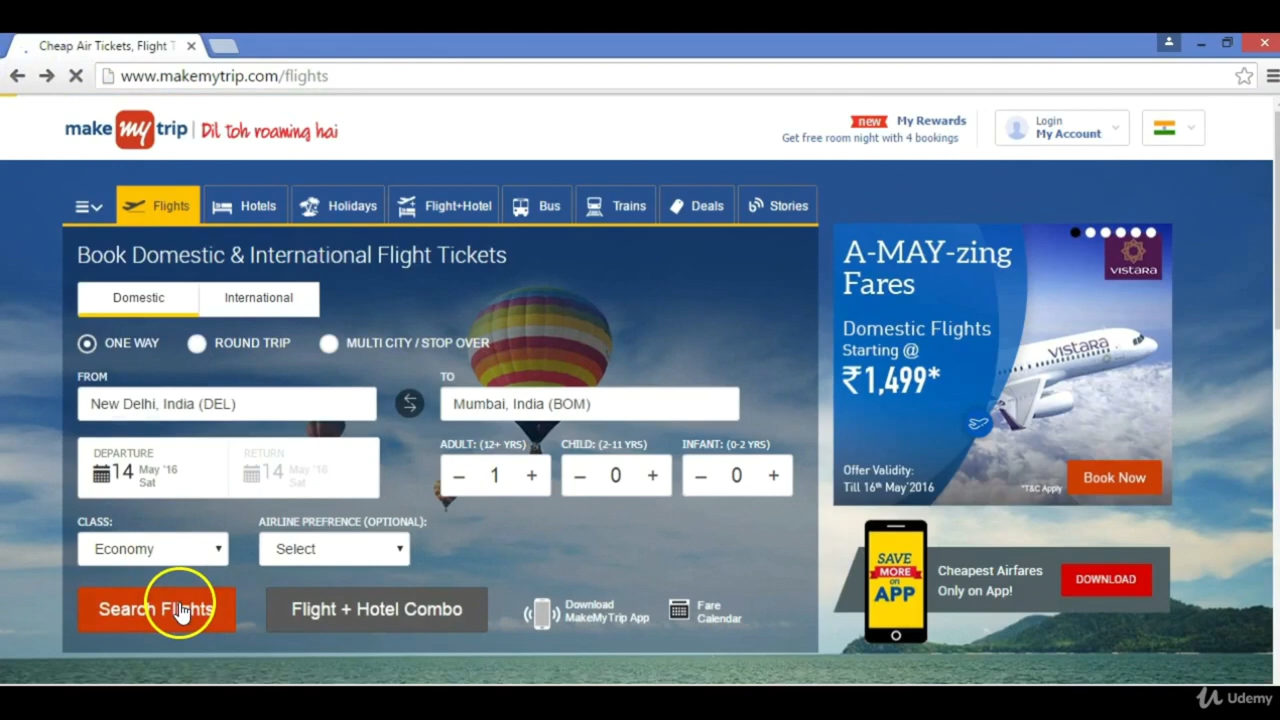 Cheap Air Tickets, Flight T
www.makemytrip.com/flights
make my trip | Dil toh roaming hai
new My Rewards
Get free room night with 4 bookings
Login
My Account
Flights Hotels Holidays Flight+Hotel Bus Trains Deals Stories
Book Domestic & International Flight Tickets
Domestic International
ONE WAY ROUND TRIP MULTI CITY / STOP OVER
FROM TO
New Delhi, India (DEL) Mumbai, India (BOM)
DEPARTURE RETURN
14 May '16 Sat 14 May '16 Sat
ADULT: (12+ YRS) CHILD: (2-11 YRS) INFANT: (0-2 YRS)
– 1 + – 0 + – 0 +
CLASS: AIRLINE PREFRENCE (OPTIONAL):
Economy Select
Search Flights Flight + Hotel Combo
Download
MakeMyTrip App
Fare
Calendar
A-MAY-zing
Fares
VISTARA
Domestic Flights
Starting @
₹1,499*
VISTARA
Offer Validity:
Till 16th May'2016
*T&C Apply
Book Now
SAVE
MORE
on
APP
Cheapest Airfares
Only on App!
DOWNLOAD
Udemy